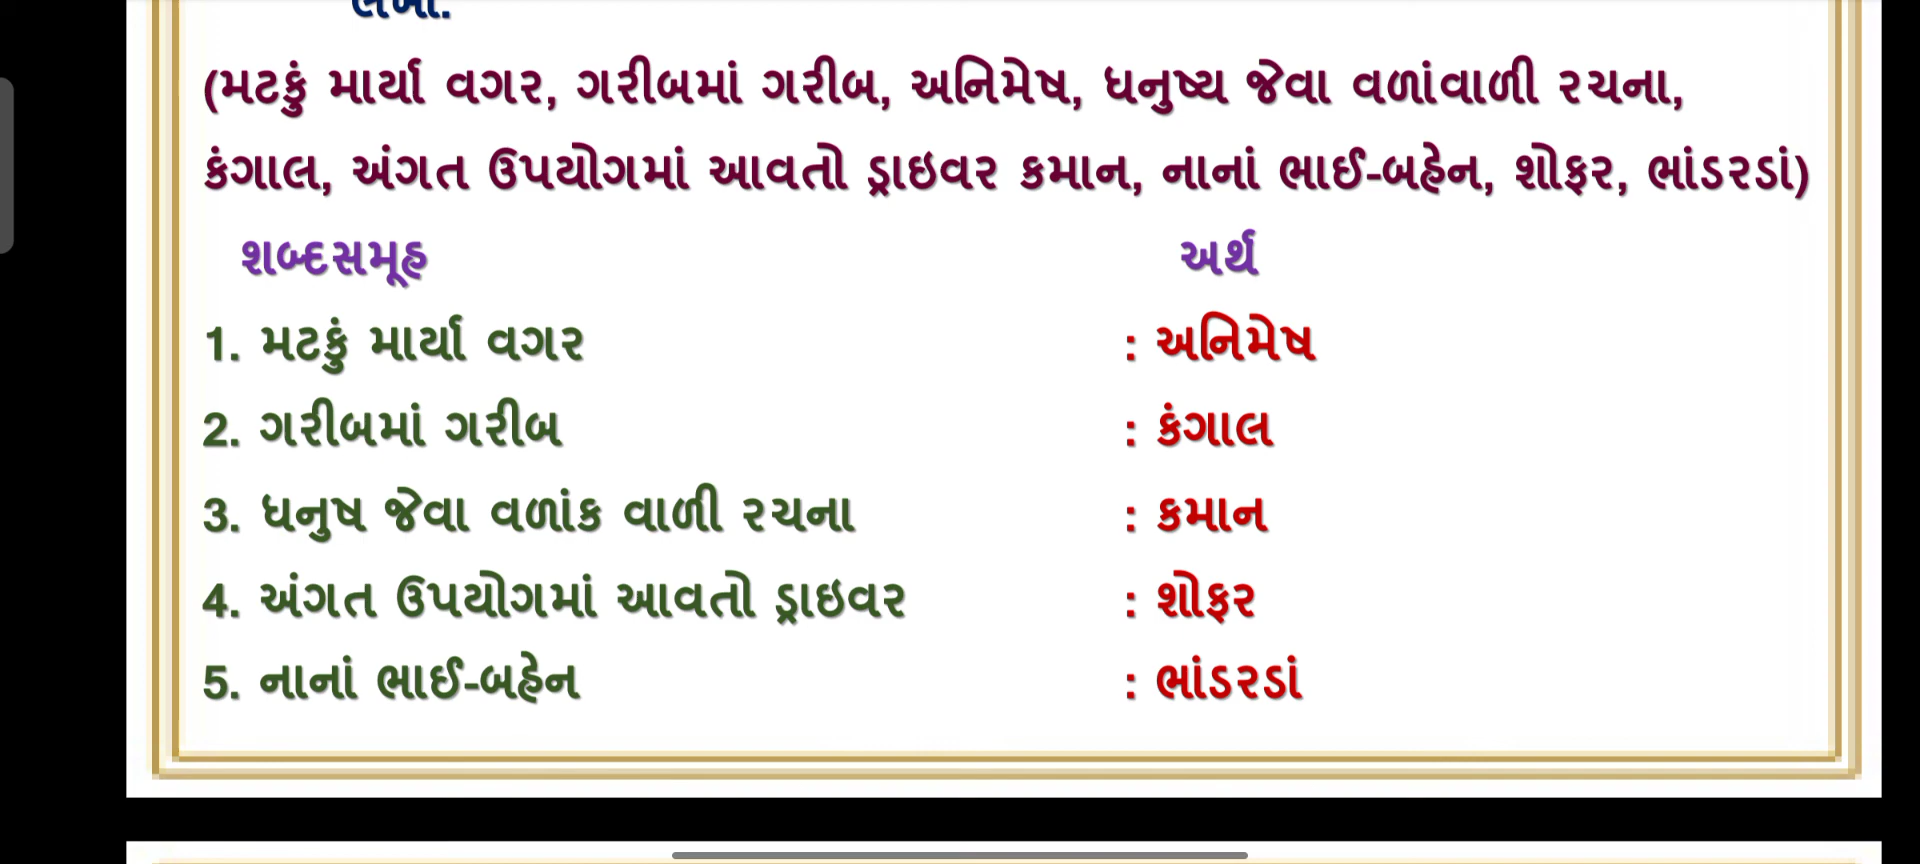 (મટકું માર્યા વગર, ગરીબમાં ગરીબ, અનિમેષ, ધનુષ્ય જેવા વળાંવાળી રચના,
કંગાલ, અંગત ઉપયોગમાં આવતો ડ્રાઇવર કમાન, નાનાં ભાઈ-બહેન, શોફર, ભાંડરડાં)
શબ્દસમૂહ અર્થ
1. મટકું માર્યા વગર : અનિમેષ
2. ગરીબમાં ગરીબ : કંગાલ
3. ધનુષ જેવા વળાંક વાળી રચના : કમાન
4. અંગત ઉપયોગમાં આવતો ડ્રાઇવર : શોફર
5. નાનાં ભાઈ-બહેન : ભાંડરડાં